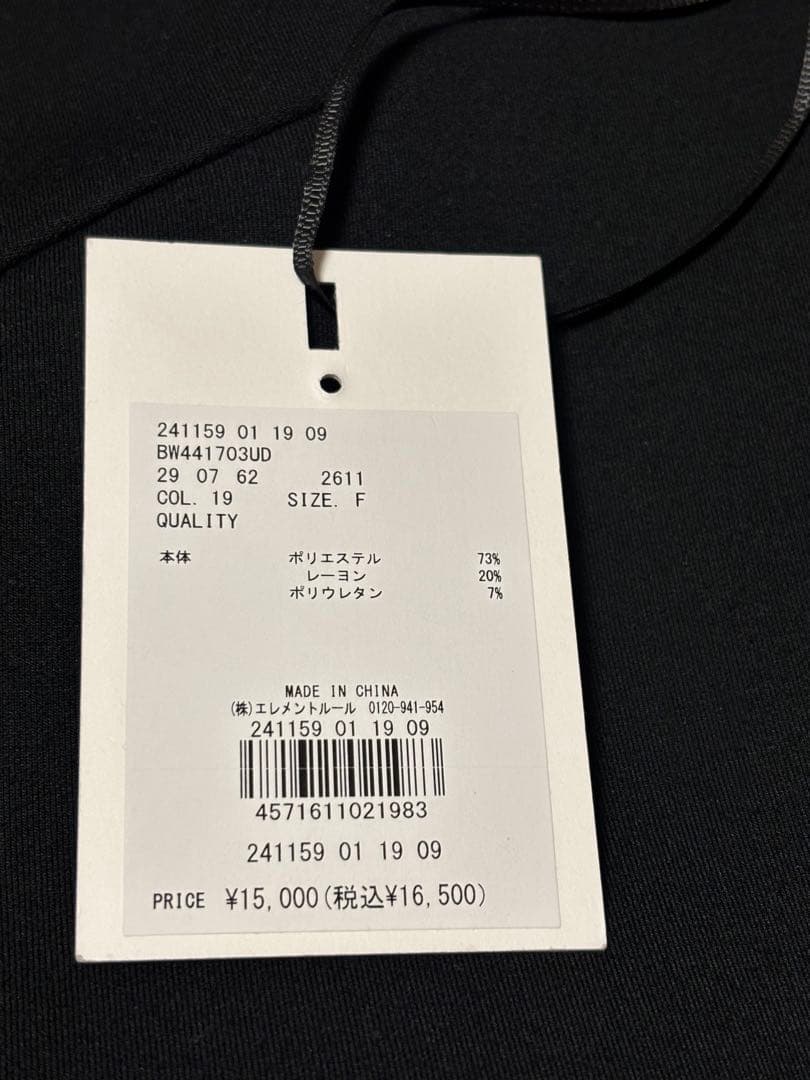 241159 01 19 09
BW441703UD
29 07 62 2611
COL. 19 SIZE. F
QUALITY
本体 ポリエステル 73%
レーヨン 20%
ポリウレタン 7%
MADE IN CHINA
(株)エレメントルール 0120-941-954
241159 01 19 09
4571611021983
241159 01 19 09
PRICE ¥15,000(税込¥16,500)